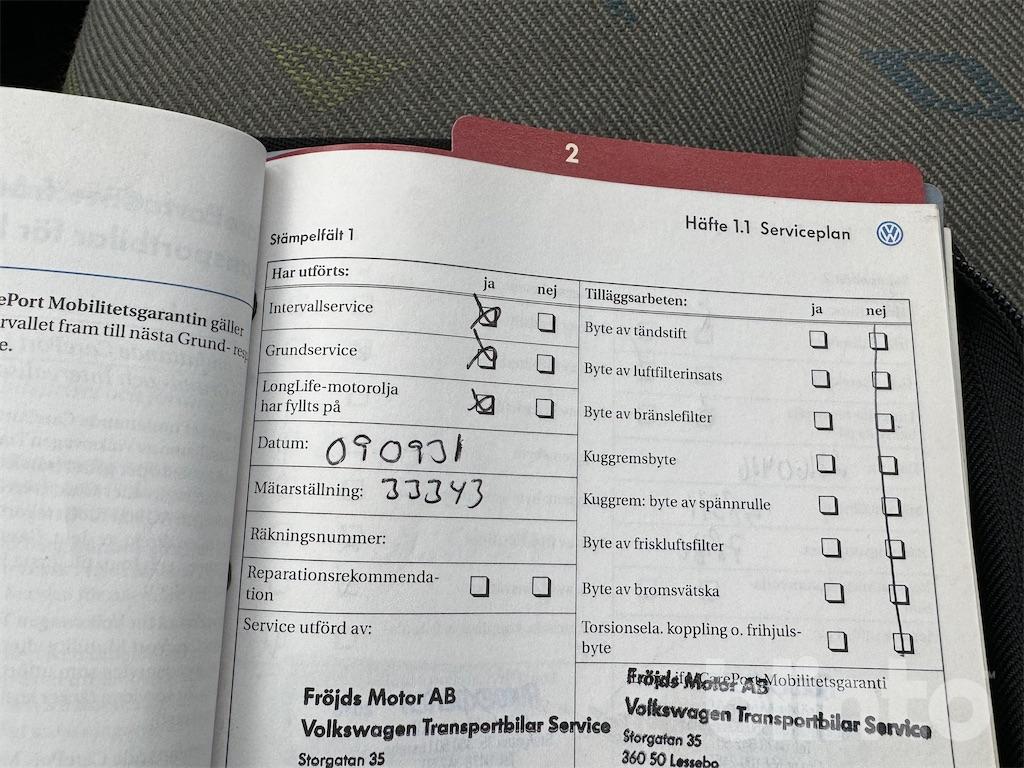 2
Häfte 1.1 Serviceplan
ePort Mobilitetsgarantin gäller
rvallet fram till nästa Grund-
e.
Stämpelfält 1
Har utförts:
ja nej
Intervallservice
Grundservice
LongLife-motorolja
har fyllts på
Datum: 090931
Mätarställning: 33343
Räkningsnummer:
Reparationsrekommenda-
tion
Service utförd av:
Fröjds Motor AB
Volkswagen Transportbilar Service
Storgatan 35
Tilläggsarbeten:
ja nej
Byte av tändstift
Byte av luftfilterinsats
Byte av bränslefilter
Kuggremsbyte
Kuggrem: byte av spännrulle
Byte av friskluftsfilter
Byte av bromsvätska
Torsionsela. koppling o. frihjuls-
byte
CarePort Mobilitetsgaranti
Fröjds Motor AB
Volkswagen Transportbilar Service
Storgatan 35
360 50 Lessebo